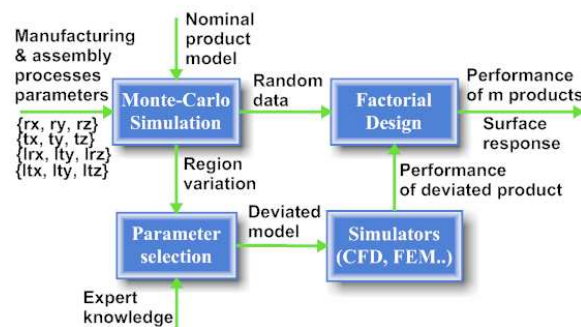 Nominal
product
model
Manufacturing
& assembly
processes
parameters
{rx, ry, rz}
{tx, ty, tz}
{lrx, lty, lrz}
{ltx, lty, ltz}
Monte-Carlo
Simulation
Random
data
Factorial
Design
Performance
of m products
Surface
response
Region
variation
Performance
of deviated product
Parameter
selection
Deviated
model
Simulators
(CFD, FEM..)
Expert
knowledge